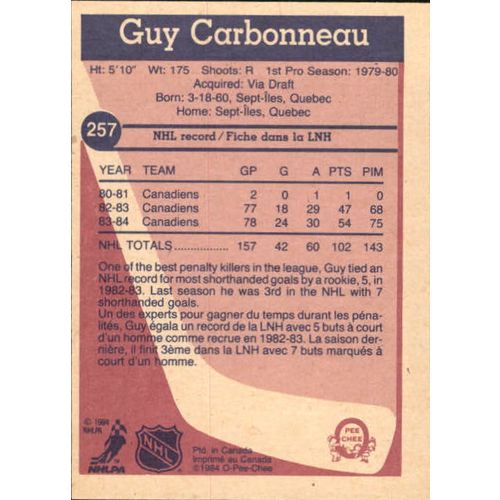 Guy Carbonneau
Ht: 5'10" Wt: 175 Shoots: R 1st Pro Season: 1979-80
Acquired: Via Draft
Born: 3-18-60, Sept-Îles, Quebec
Home: Sept-Îles, Quebec
257
NHL record/Fiche dans la LNH
YEAR TEAM GP G A PTS PIM
80-81 Canadiens 2 0 1 1 0
82-83 Canadiens 77 18 29 47 68
83-84 Canadiens 78 24 30 54 75
NHL TOTALS................. 157 42 60 102 143
One of the best penalty killers in the league, Guy tied an
NHL record for most shorthanded goals by a rookie, 5, in
1982-83. Last season he was 3rd in the NHL with 7
shorthanded goals.
Un des experts pour gagner du temps durant les péna-
lités, Guy égala un record de la LNH avec 5 buts à court
d'un homme comme recrue en 1982-83. La saison der-
nière, il finit 3ème dans la LNH avec 7 buts marqués à
court d'un homme.
© 1984
NHLPA
NHLPA
NHL
Ptd. in Canada
Imprimé au Canada
©1984 O-Pee-Chee
O
PEE
CHEE